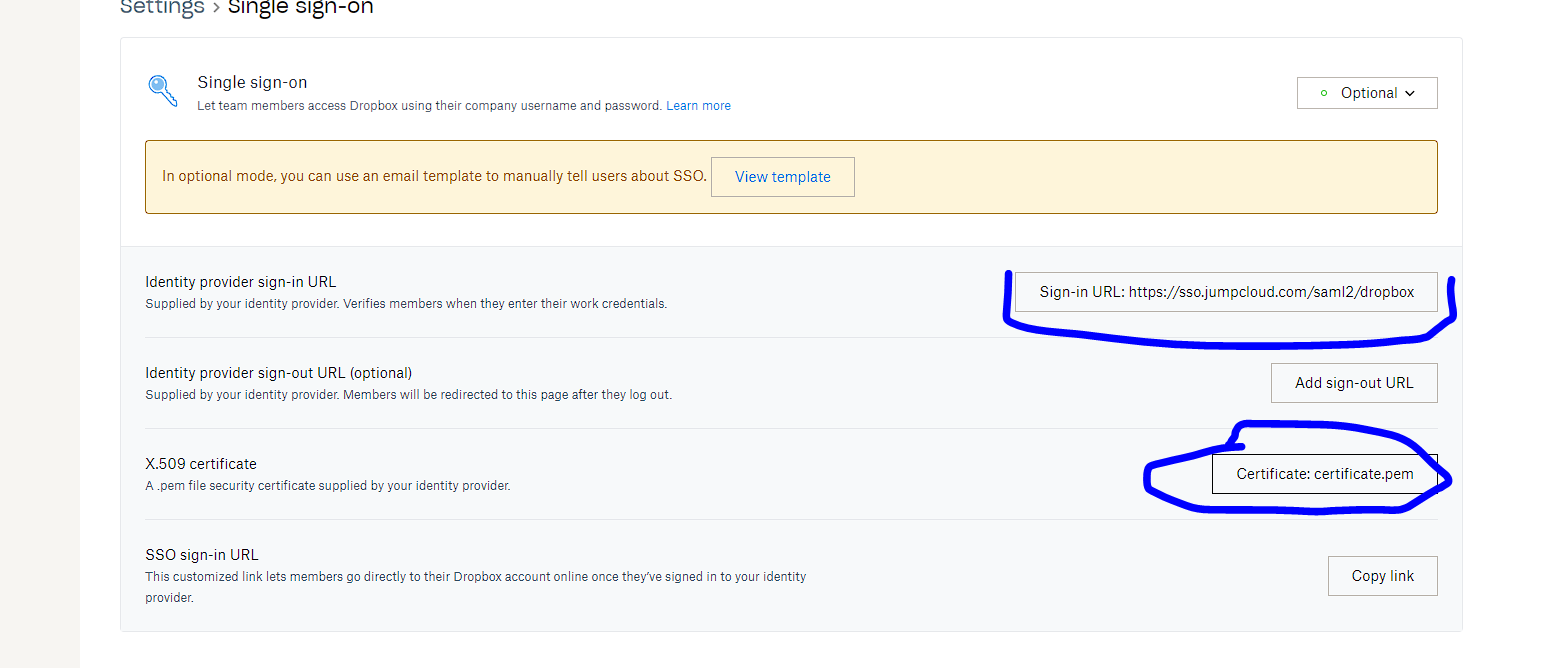 Settings › Single sign-on
Single sign-on
Let team members access Dropbox using their company username and password. Learn more
Optional
In optional mode, you can use an email template to manually tell users about SSO. View template
Identity provider sign-in URL
Supplied by your identity provider. Verifies members when they enter their work credentials.
Sign-in URL: https://sso.jumpcloud.com/saml2/dropbox
Identity provider sign-out URL (optional)
Supplied by your identity provider. Members will be redirected to this page after they log out.
Add sign-out URL
X.509 certificate
A .pem file security certificate supplied by your identity provider.
Certificate: certificate.pem
SSO sign-in URL
This customized link lets members go directly to their Dropbox account online once they’ve signed in to your identity
provider.
Copy link